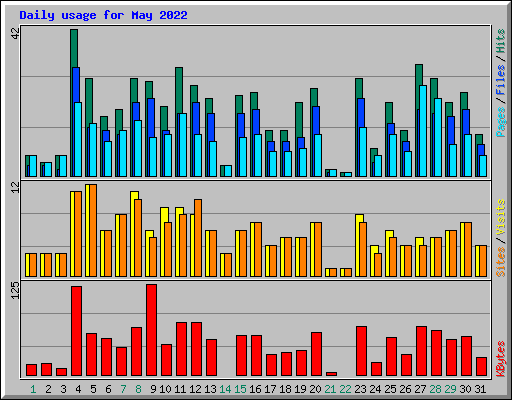 Daily usage for May 2022
42
Pages / Files / Hits
12
Sites / Visits
125
KBytes
1 2 3 4 5 6 7 8 9 10 11 12 13 14 15 16 17 18 19 20 21 22 23 24 25 26 27 28 29 30 31